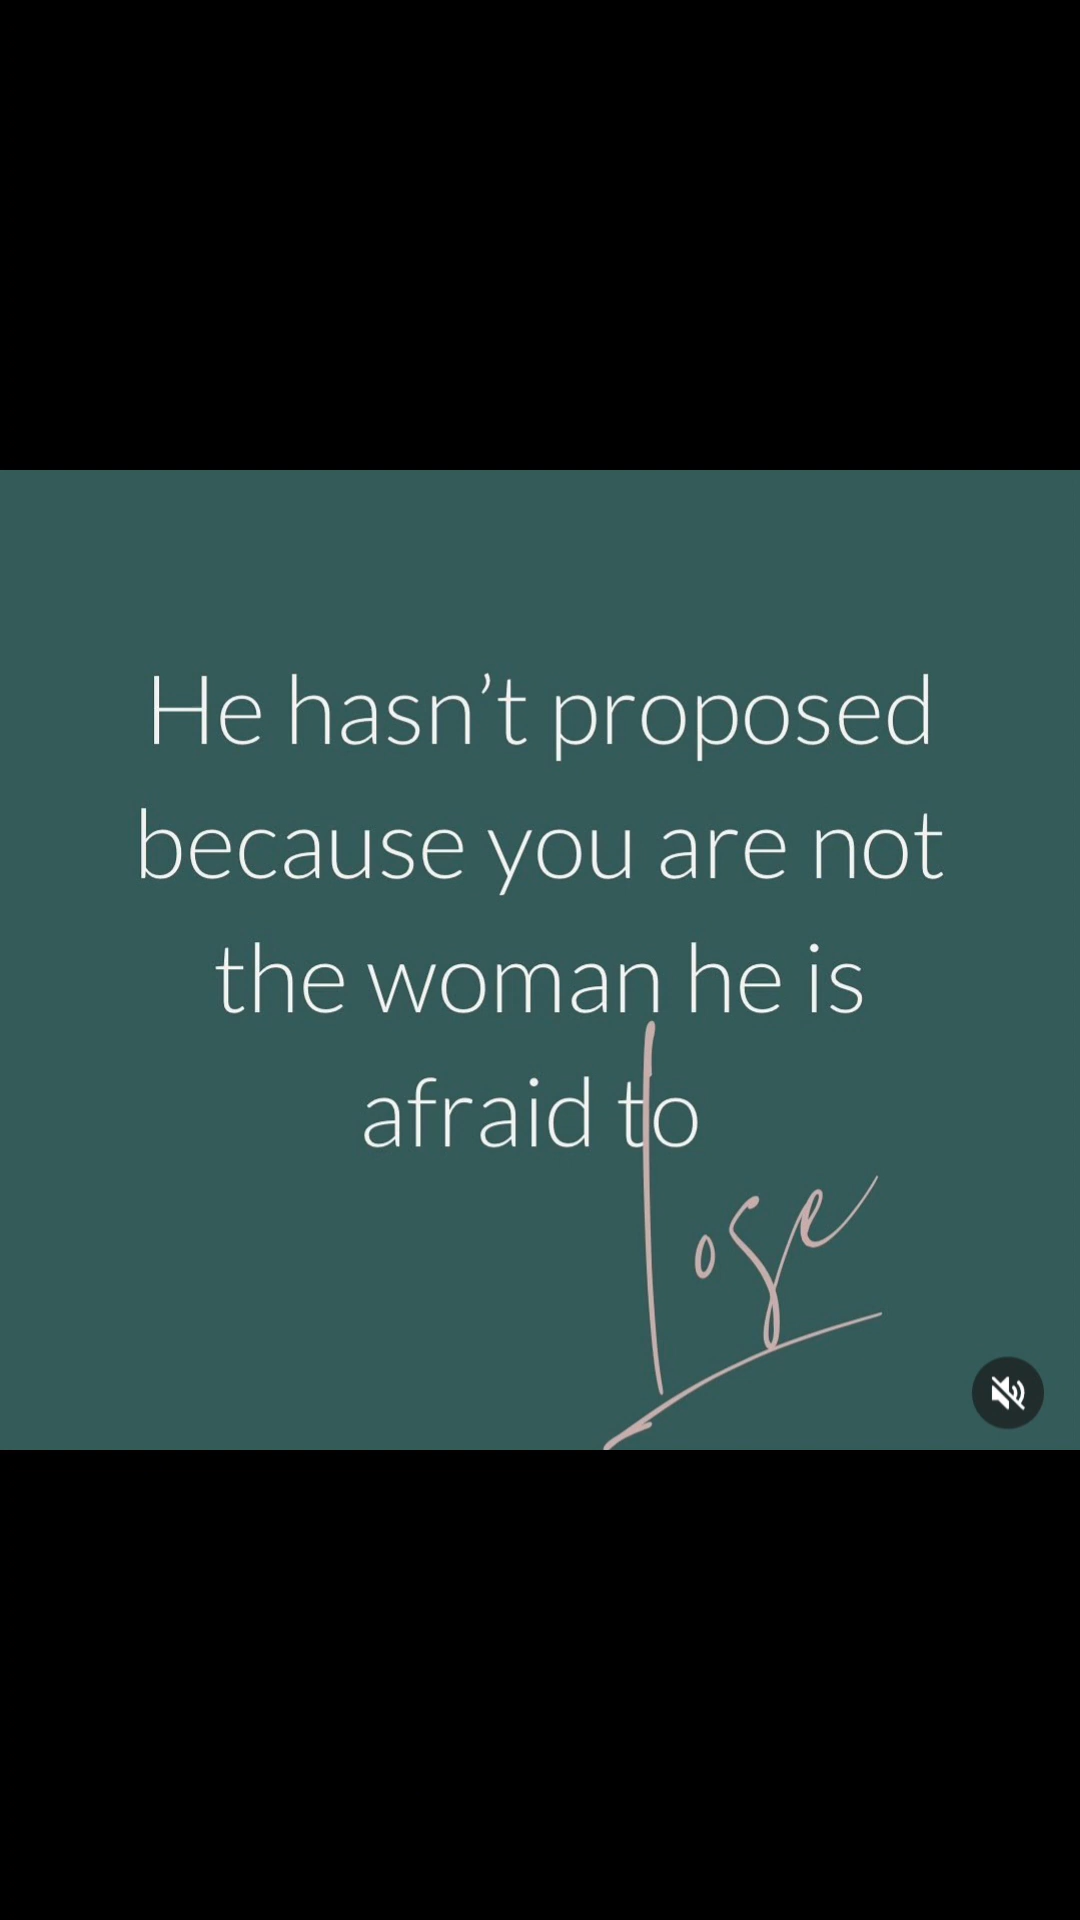 He hasn’t proposed
because you are not
the woman he is
afraid to
lose